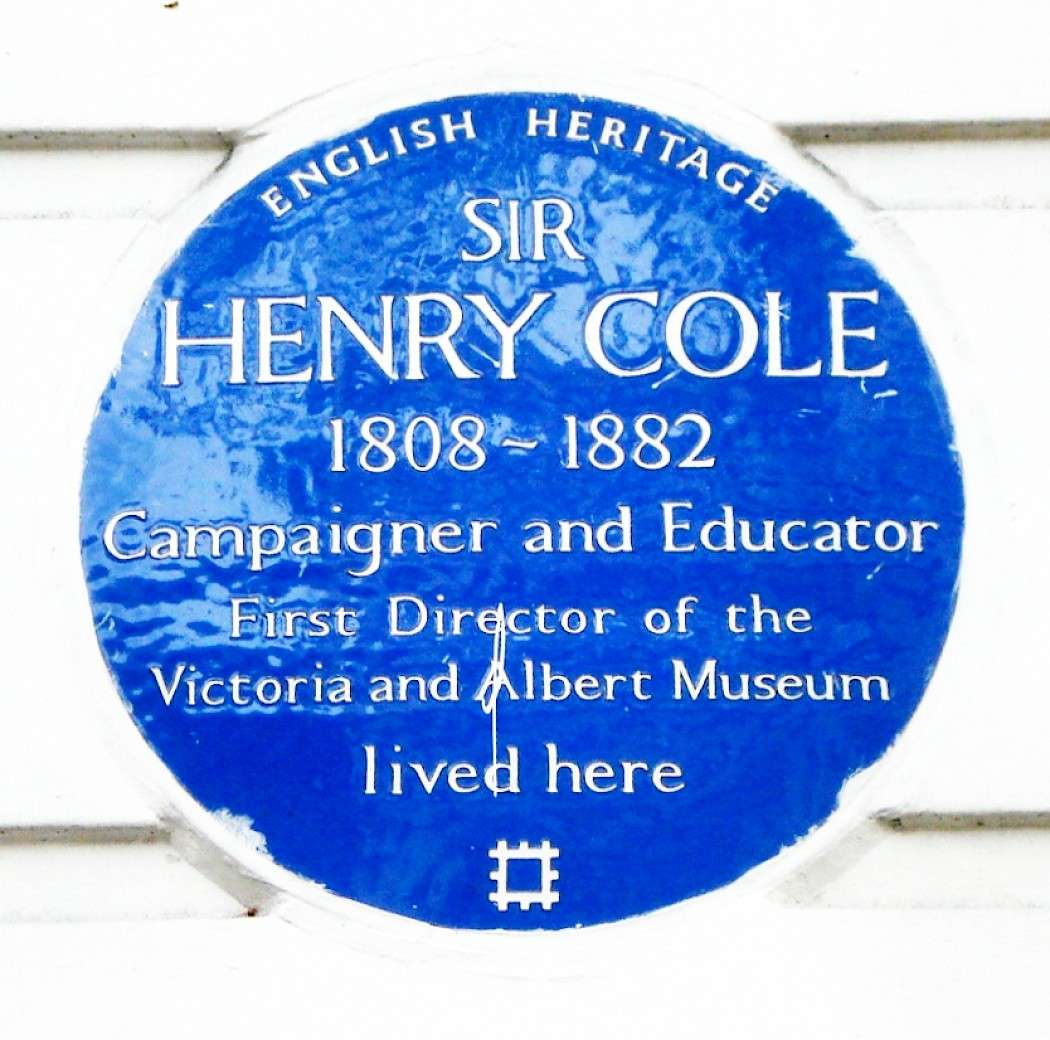 ENGLISH HERITAGE
SIR
HENRY COLE
1808 ~ 1882
Campaigner and Educator
First Director of the
Victoria and Albert Museum
lived here